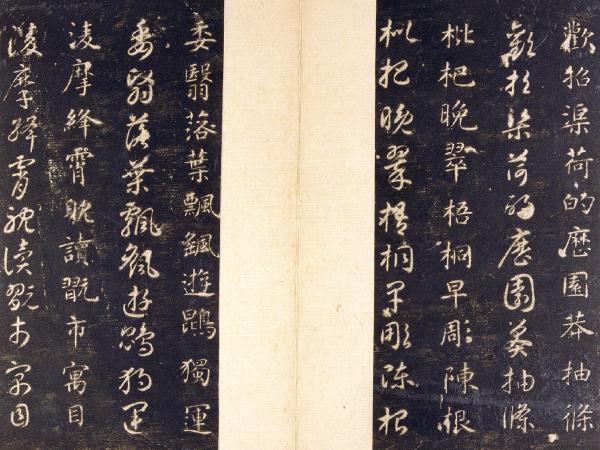 歡招渠荷的歷園莽抽條
歡招渠荷的歷園莽抽條
枇杷晚翠梧桐早彫陳根
枇杷晚翠梧桐早彫陳根
委翳落葉飄颻遊鵾獨運
委翳落葉飄颻遊鵾獨運
淩摩絳霄耽讀翫市寓目
淩摩絳霄耽讀翫市寓目